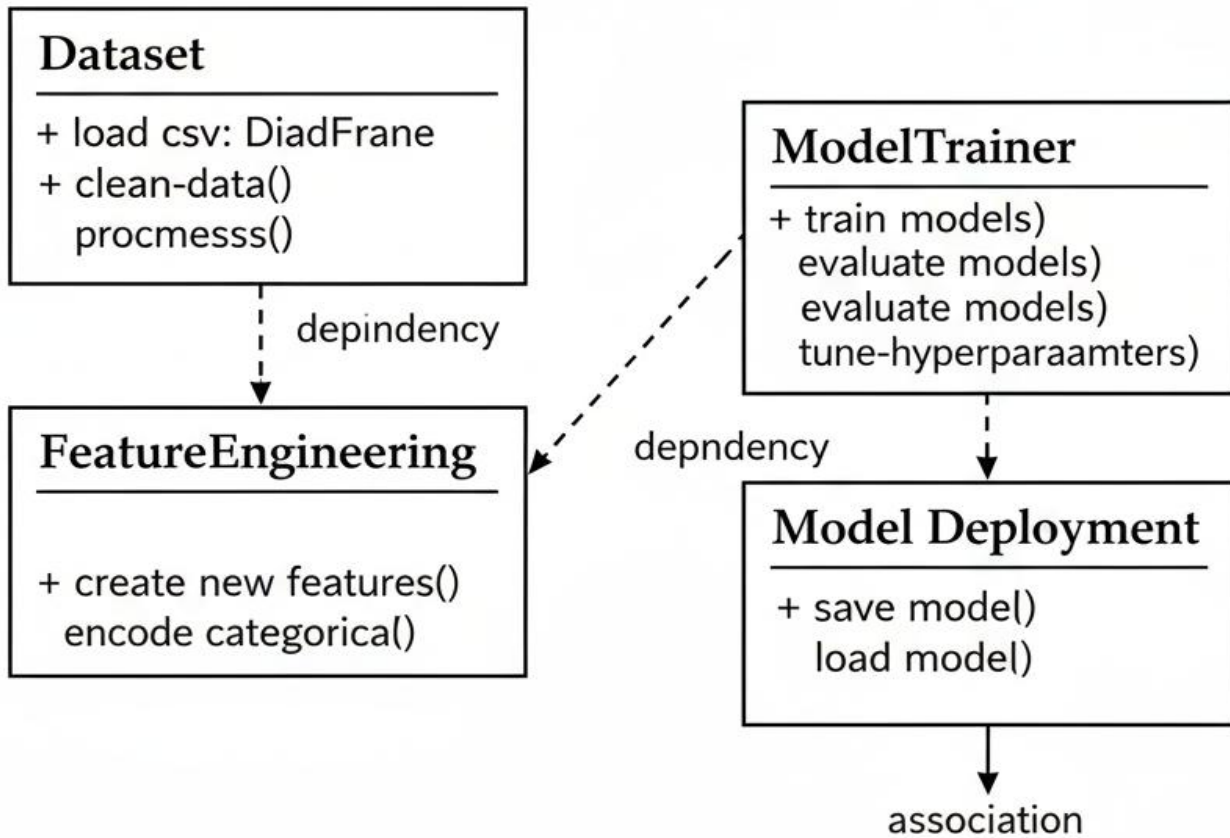 Dataset
+ load csv: DiadFrane
+ clean-data()
procmesss()
depindency
FeatureEngineering
+ create new features()
encode categorica()
ModelTrainer
+ train models)
evaluate models)
evaluate models)
tune-hyperparaamters)
depndency
Model Deployment
+ save model)
load model)
association